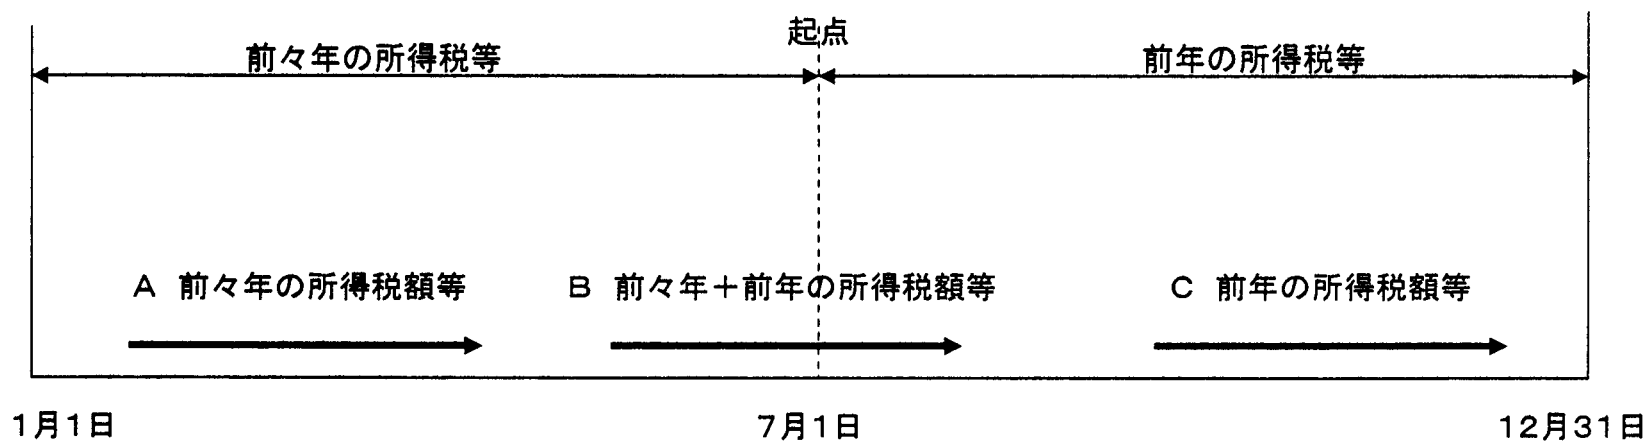 起点
前々年の所得税等
前年の所得税等
A 前々年の所得税額等
B 前々年+前年の所得税額等
C 前年の所得税額等
1月1日
7月1日
12月31日